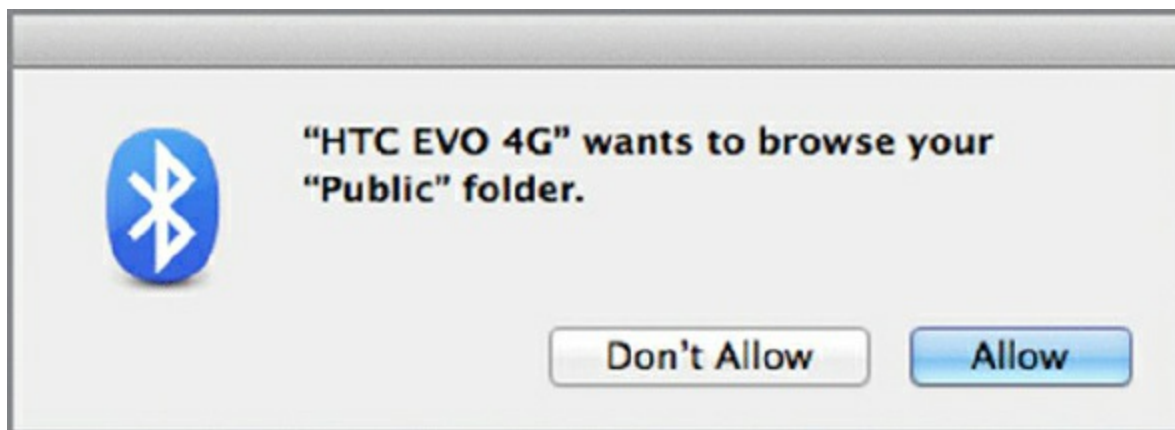 “HTC EVO 4G” wants to browse your
“Public” folder.
Don't Allow
Allow